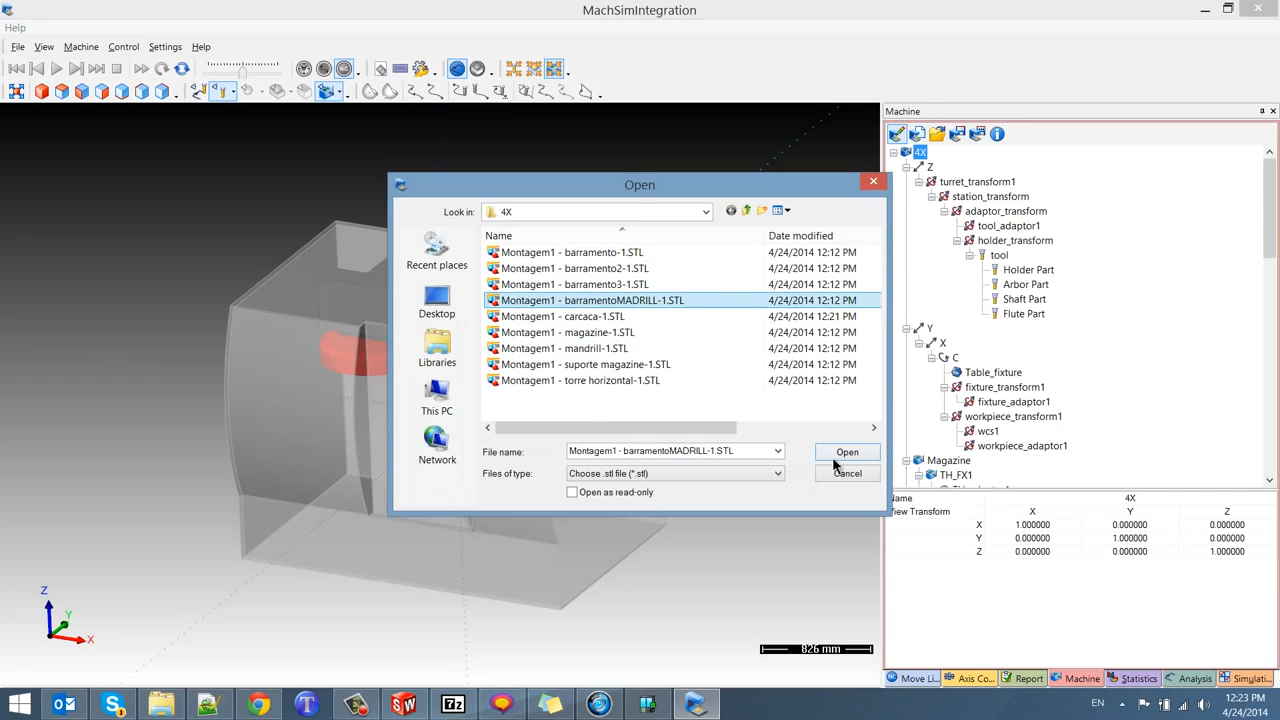 MachSimIntegration
Help
File View Machine Control Settings Help
Machine
Open
Look in: 4X
Name Date modified
Montagem1 - barramento-1.STL 4/24/2014 12:12 PM
Montagem1 - barramento2-1.STL 4/24/2014 12:12 PM
Montagem1 - barramento3-1.STL 4/24/2014 12:12 PM
Montagem1 - barramentoMADRILL-1.STL 4/24/2014 12:12 PM
Montagem1 - carcaca-1.STL 4/24/2014 12:21 PM
Montagem1 - magazine-1.STL 4/24/2014 12:12 PM
Montagem1 - mandrill-1.STL 4/24/2014 12:12 PM
Montagem1 - suporte magazine-1.STL 4/24/2014 12:12 PM
Montagem1 - torre horizontal-1.STL 4/24/2014 12:12 PM
Recent places
Desktop
Libraries
This PC
Network
File name: Montagem1 - barramentoMADRILL-1.STL Open
Files of type: Choose .stl file (*.stl) Cancel
Open as read-only
4X
Z
turret_transform1
station_transform
adaptor_transform
tool_adaptor1
holder_transform
tool
Holder Part
Arbor Part
Shaft Part
Flute Part
Y
X
C
Table_fixture
fixture_transform1
fixture_adaptor1
workpiece_transform1
wcs1
workpiece_adaptor1
Magazine
TH_FX1
Name 4X
View Transform X Y Z
X 1.000000 0.000000 0.000000
Y 0.000000 1.000000 0.000000
Z 0.000000 0.000000 1.000000
Z
Y
X
826 mm
Move Li... Axis Co... Report Machine Statistics Analysis Simulati...
EN 12:23 PM
4/24/2014